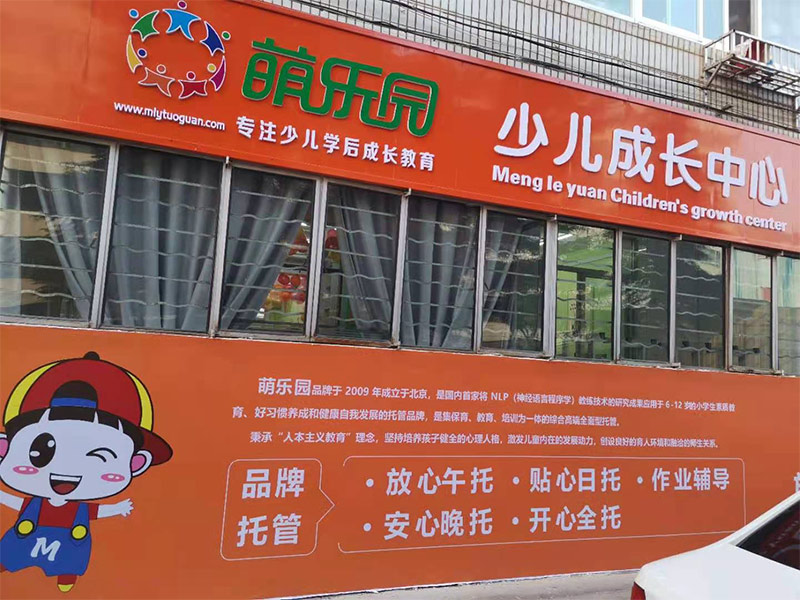 萌乐园
www.mlytuoguan.com
专注少儿学后成长教育
少儿成长中心
Meng le yuan Children's growth center
萌乐园品牌于 2009 年成立于北京，是国内首家将 NLP（神经语言程序学）教练技术的研究成果应用于 6-12 岁的小学生素质教
育、好习惯养成和健康自我发展的托管品牌，是集保育、教育、培训为一体的综合高端全面型托管。
秉承“人本主义教育”理念，坚持培养孩子健全的心理人格，激发儿童内在的发展动力，创设良好的育人环境和融洽的师生关系。
品牌
托管
·放心午托 ·贴心日托 ·作业辅导
·安心晚托 ·开心全托
M